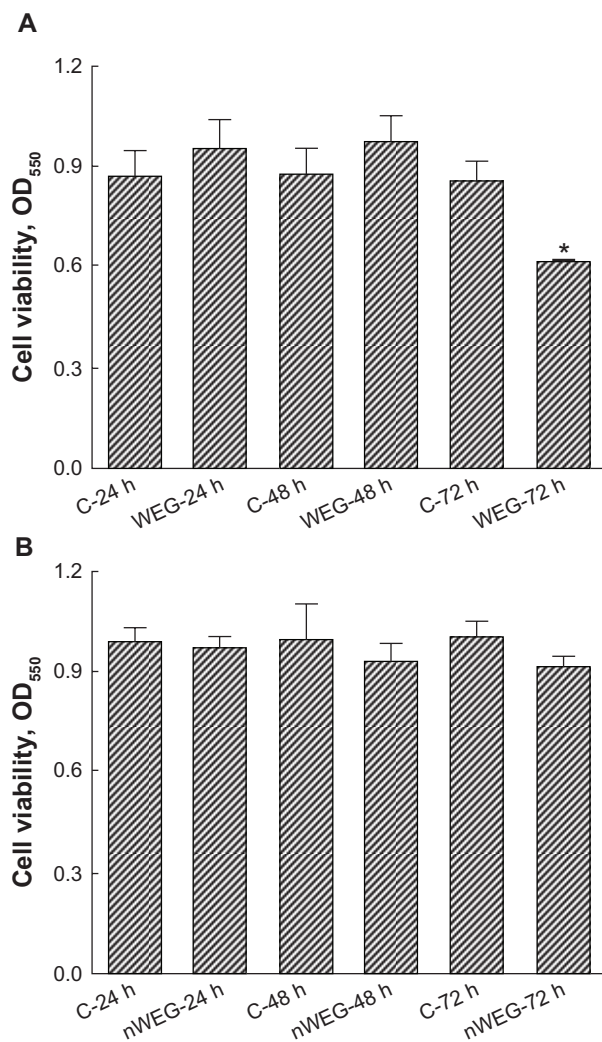 A
1.2
0.9
0.6
0.3
0.0
Cell viability, OD550
*
C-24 h
WEG-24 h
C-48 h
WEG-48 h
C-72 h
WEG-72 h
B
1.2
0.9
0.6
0.3
0.0
Cell viability, OD550
C-24 h
nWEG-24 h
C-48 h
nWEG-48 h
C-72 h
nWEG-72 h